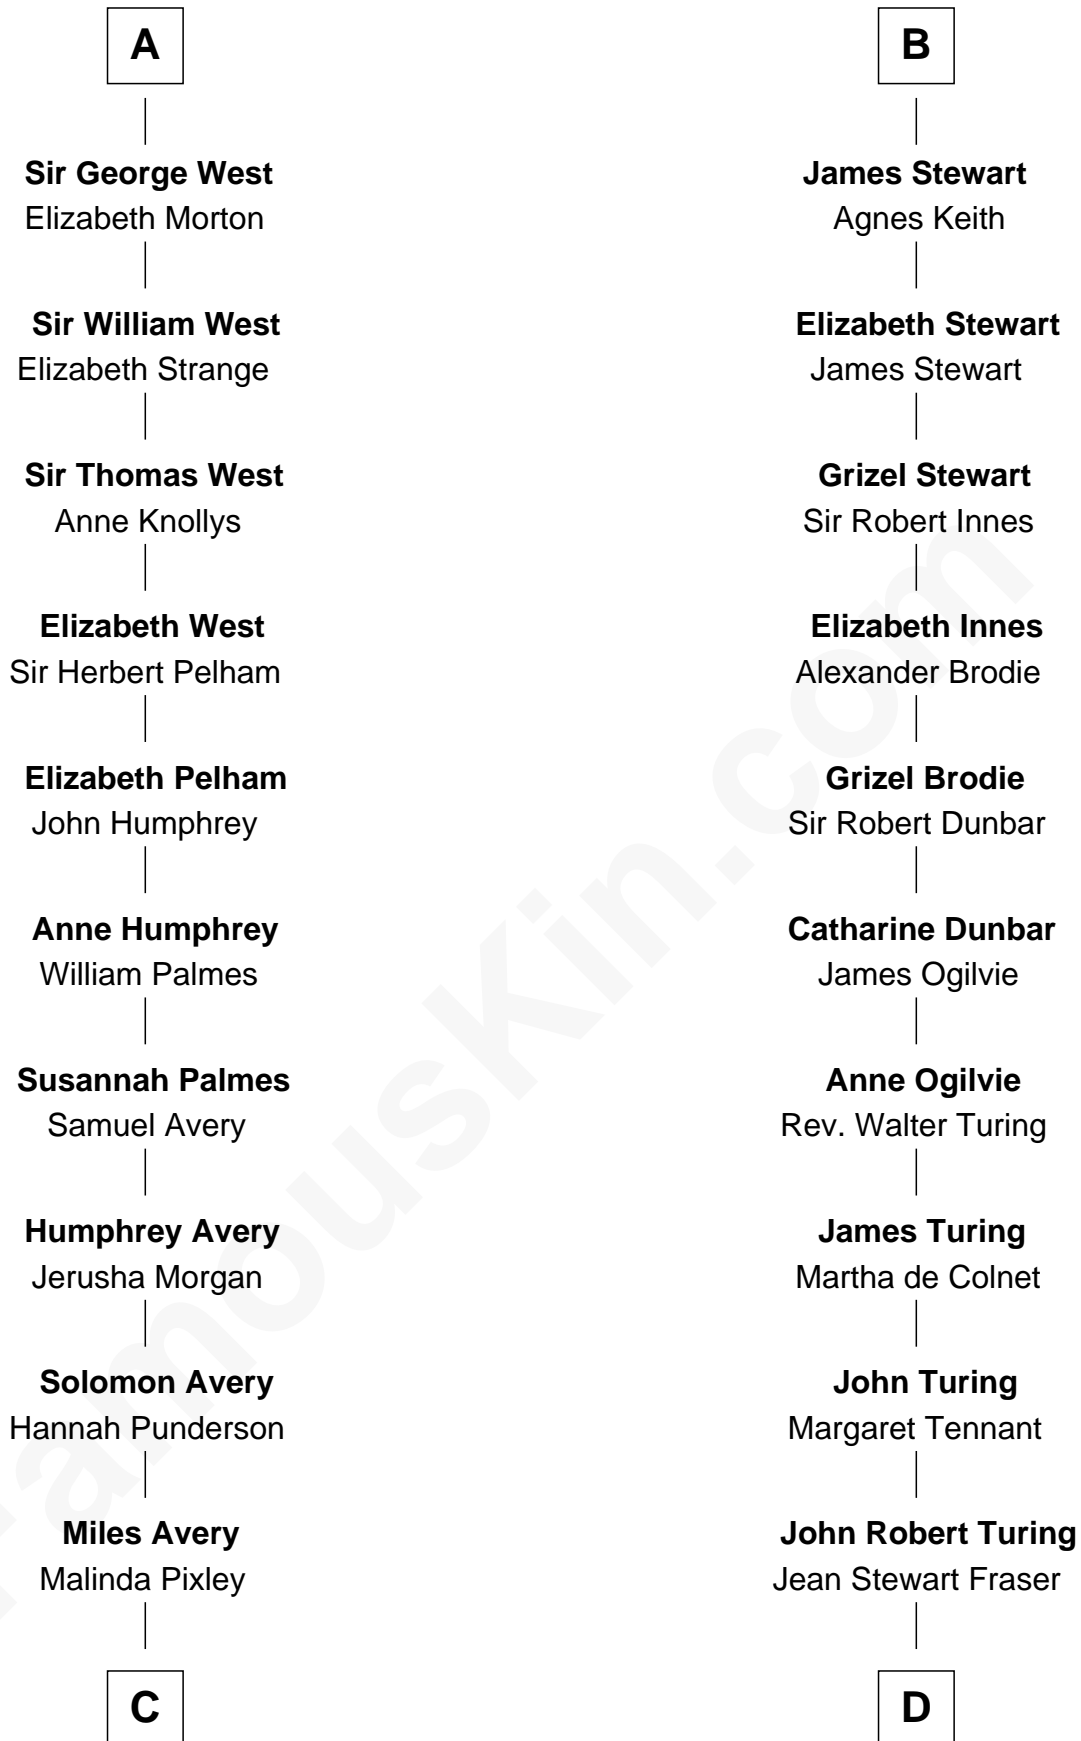 A
Sir George West
Elizabeth Morton
Sir William West
Elizabeth Strange
Sir Thomas West
Anne Knollys
Elizabeth West
Sir Herbert Pelham
Elizabeth Pelham
John Humphrey
Anne Humphrey
William Palmes
Susannah Palmes
Samuel Avery
Humphrey Avery
Jerusha Morgan
Solomon Avery
Hannah Punderson
Miles Avery
Malinda Pixley
C
B
James Stewart
Agnes Keith
Elizabeth Stewart
James Stewart
Grizel Stewart
Sir Robert Innes
Elizabeth Innes
Alexander Brodie
Grizel Brodie
Sir Robert Dunbar
Catharine Dunbar
James Ogilvie
Anne Ogilvie
Rev. Walter Turing
James Turing
Martha de Colnet
John Turing
Margaret Tennant
John Robert Turing
Jean Stewart Fraser
D
FamousKin.com